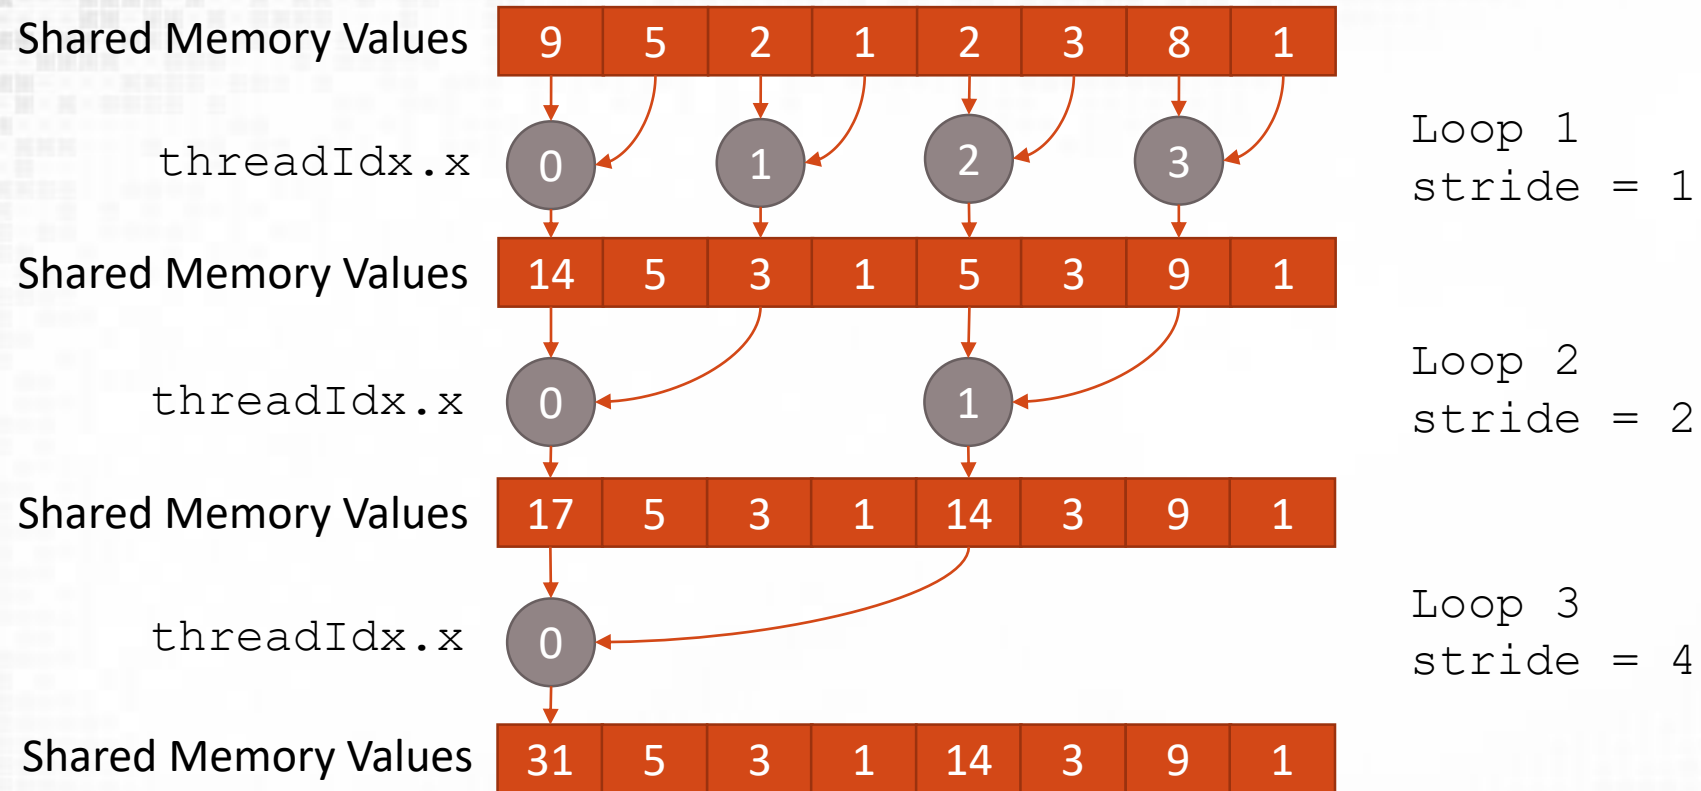 Shared Memory Values 9 5 2 1 2 3 8 1
Loop 1
threadIdx.x 0 1 2 3
stride = 1
Shared Memory Values 14 5 3 1 5 3 9 1
Loop 2
threadIdx.x 0 1
stride = 2
Shared Memory Values 17 5 3 1 14 3 9 1
Loop 3
threadIdx.x 0
stride = 4
Shared Memory Values 31 5 3 1 14 3 9 1